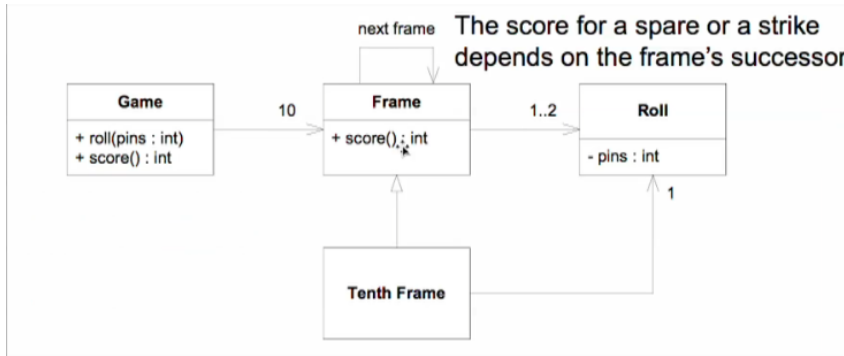 next frame
The score for a spare or a strike
depends on the frame's successor
Game
+ roll(pins : int)
+ score() : int
10
Frame
+ score() : int
1..2
Roll
- pins : int
1
Tenth Frame